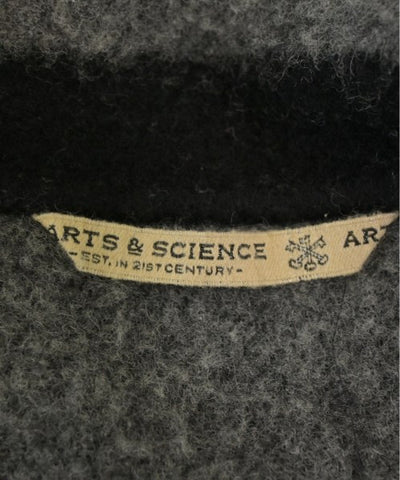 ARTS & SCIENCE
- EST. IN 21ST CENTURY -
ART